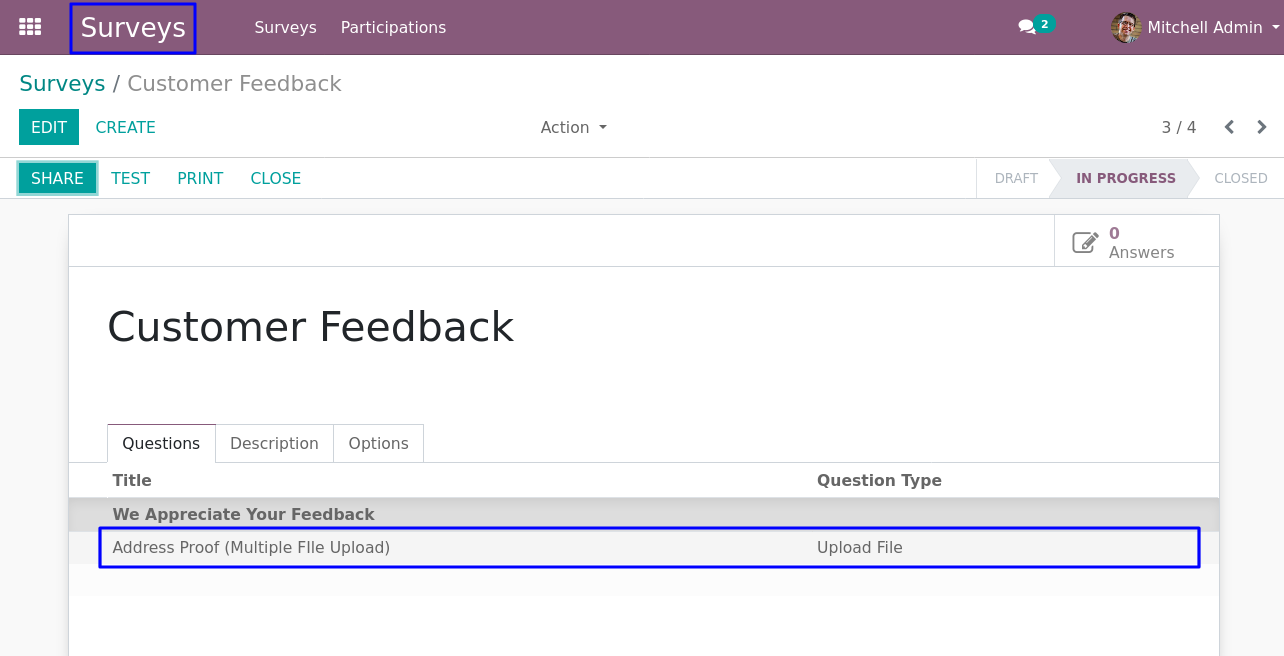 Surveys Surveys Participations 2 Mitchell Admin
Surveys / Customer Feedback
EDIT CREATE Action 3 / 4
SHARE TEST PRINT CLOSE DRAFT IN PROGRESS CLOSED
0
Answers
Customer Feedback
Questions Description Options
Title Question Type
We Appreciate Your Feedback
Address Proof (Multiple FIle Upload) Upload File